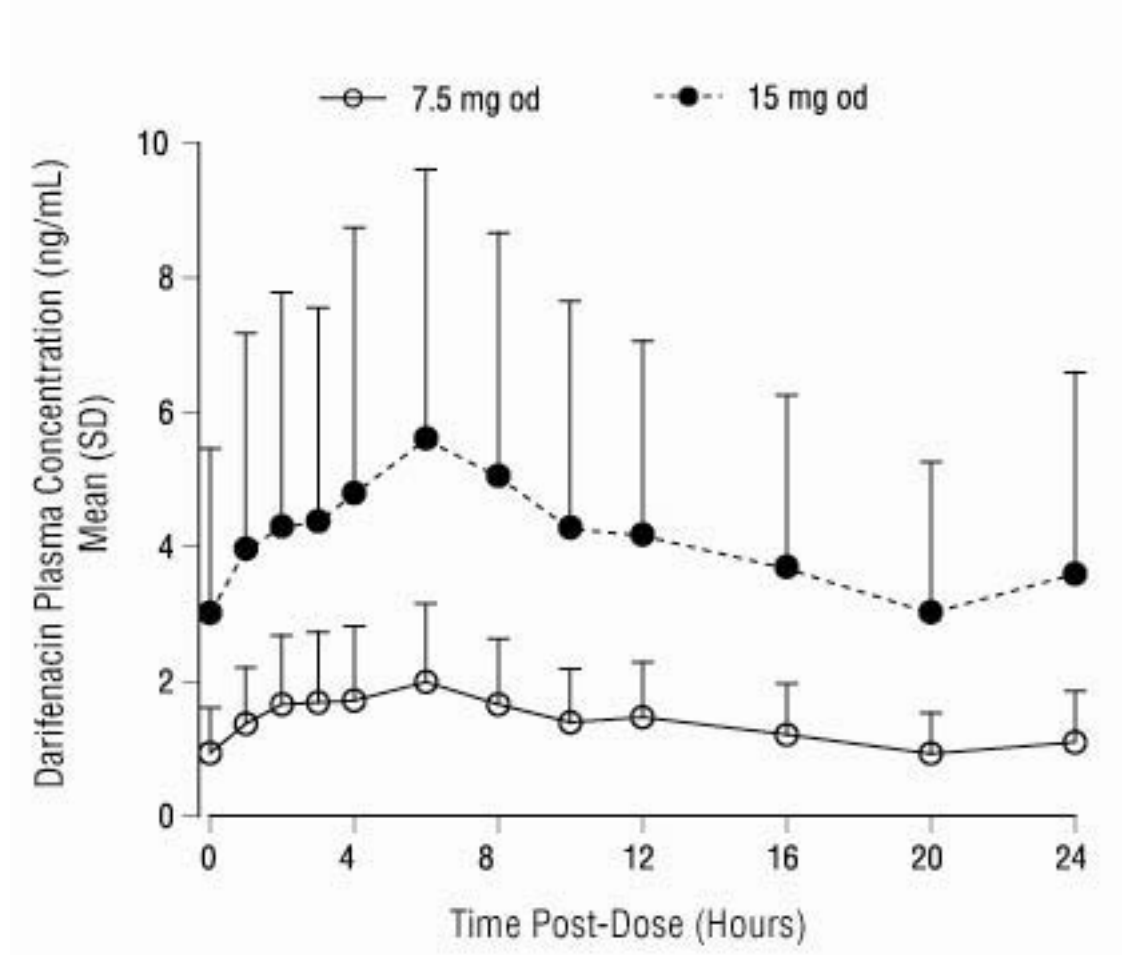 7.5 mg od
15 mg od
Darifenacin Plasma Concentration (ng/mL)
Mean (SD)
10
8
6
4
2
0
0 4 8 12 16 20 24
Time Post-Dose (Hours)